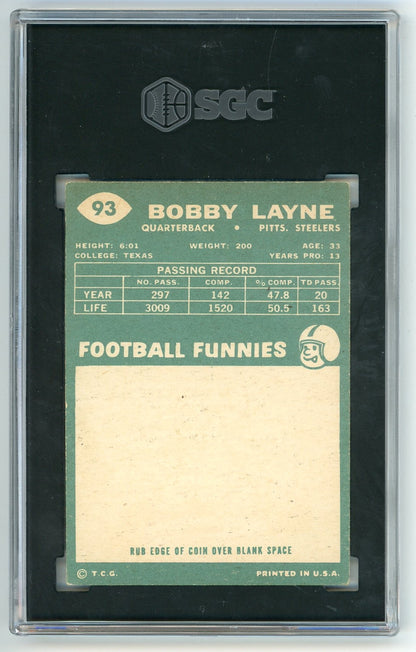 SGC
93 BOBBY LAYNE
QUARTERBACK • PITTS. STEELERS
HEIGHT: 6:01 WEIGHT: 200 AGE: 33
COLLEGE: TEXAS YEARS PRO: 13
PASSING RECORD
NO. PASS. COMP. % COMP. TD PASS.
YEAR 297 142 47.8 20
LIFE 3009 1520 50.5 163
FOOTBALL FUNNIES
RUB EDGE OF COIN OVER BLANK SPACE
© T.C.G. PRINTED IN U.S.A.